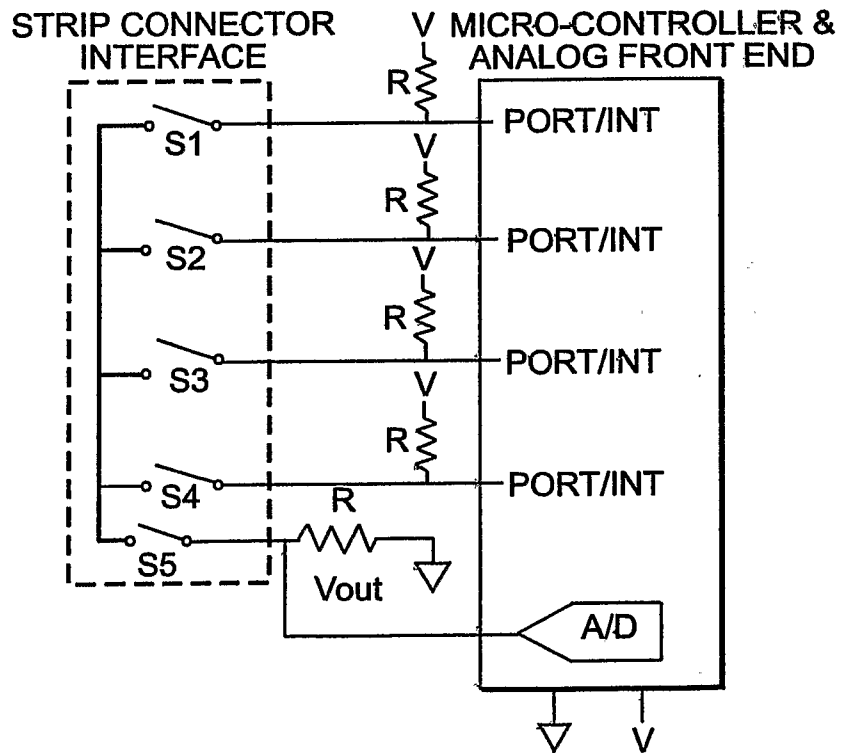 STRIP CONNECTOR
INTERFACE
V
MICRO-CONTROLLER &
ANALOG FRONT END
R
S1
PORT/INT
V
R
S2
PORT/INT
V
R
S3
PORT/INT
V
R
S4
PORT/INT
R
S5
Vout
A/D
V